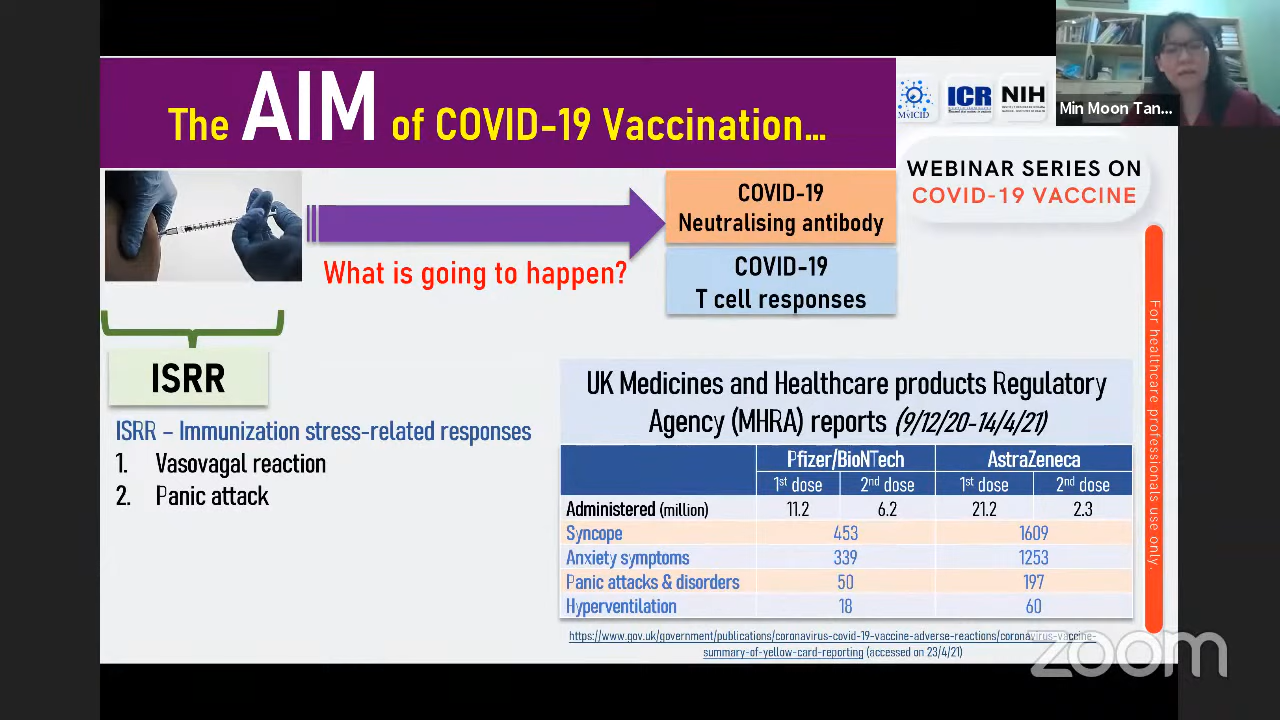 The AIM of COVID-19 Vaccination...
MyICID
ICR
NIH
Min Moon Tan...
WEBINAR SERIES ON
COVID-19 VACCINE
COVID-19
Neutralising antibody
What is going to happen?
COVID-19
T cell responses
ISRR
ISRR – Immunization stress-related responses
1. Vasovagal reaction
2. Panic attack
UK Medicines and Healthcare products Regulatory
Agency (MHRA) reports (9/12/20-14/4/21)
Pfizer/BioNTech AstraZeneca
1st dose 2nd dose 1st dose 2nd dose
Administered (million) 11.2 6.2 21.2 2.3
Syncope 453 1609
Anxiety symptoms 339 1253
Panic attacks & disorders 50 197
Hyperventilation 18 60
https://www.gov.uk/government/publications/coronavirus-covid-19-vaccine-adverse-reactions/coronavirus-vaccine-
summary-of-yellow-card-reporting (accessed on 23/4/21)
For healthcare professionals use only.
zoom